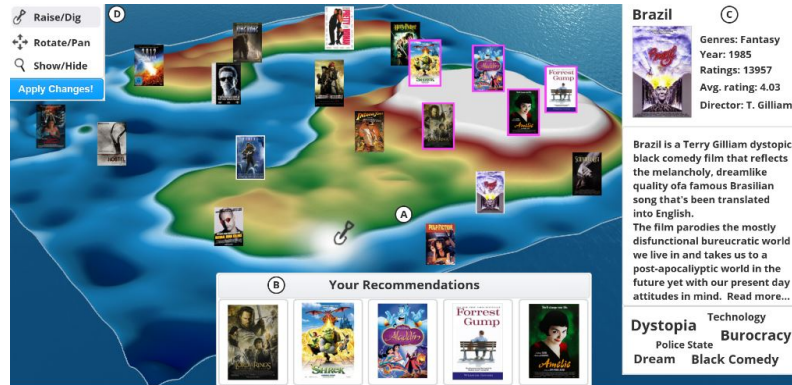 Raise/Dig
Rotate/Pan
Show/Hide
Apply Changes!
D
A
B
Your Recommendations
SHREK
Aladdin
Forrest
Gump
Amélie
Brazil
C
Genres: Fantasy
Year: 1985
Ratings: 13957
Avg. rating: 4.03
Director: T. Gilliam
Brazil is a Terry Gilliam dystopic
black comedy film that reflects
the melancholy, dreamlike
quality ofa famous Brasilian
song that's been translated
into English.
The film parodies the mostly
disfunctional bureucratic world
we live in and takes us to a
post-apocaliyptic world in the
future yet with our present day
attitudes in mind. Read more...
Dystopia
Technology
Burocracy
Police State
Dream
Black Comedy